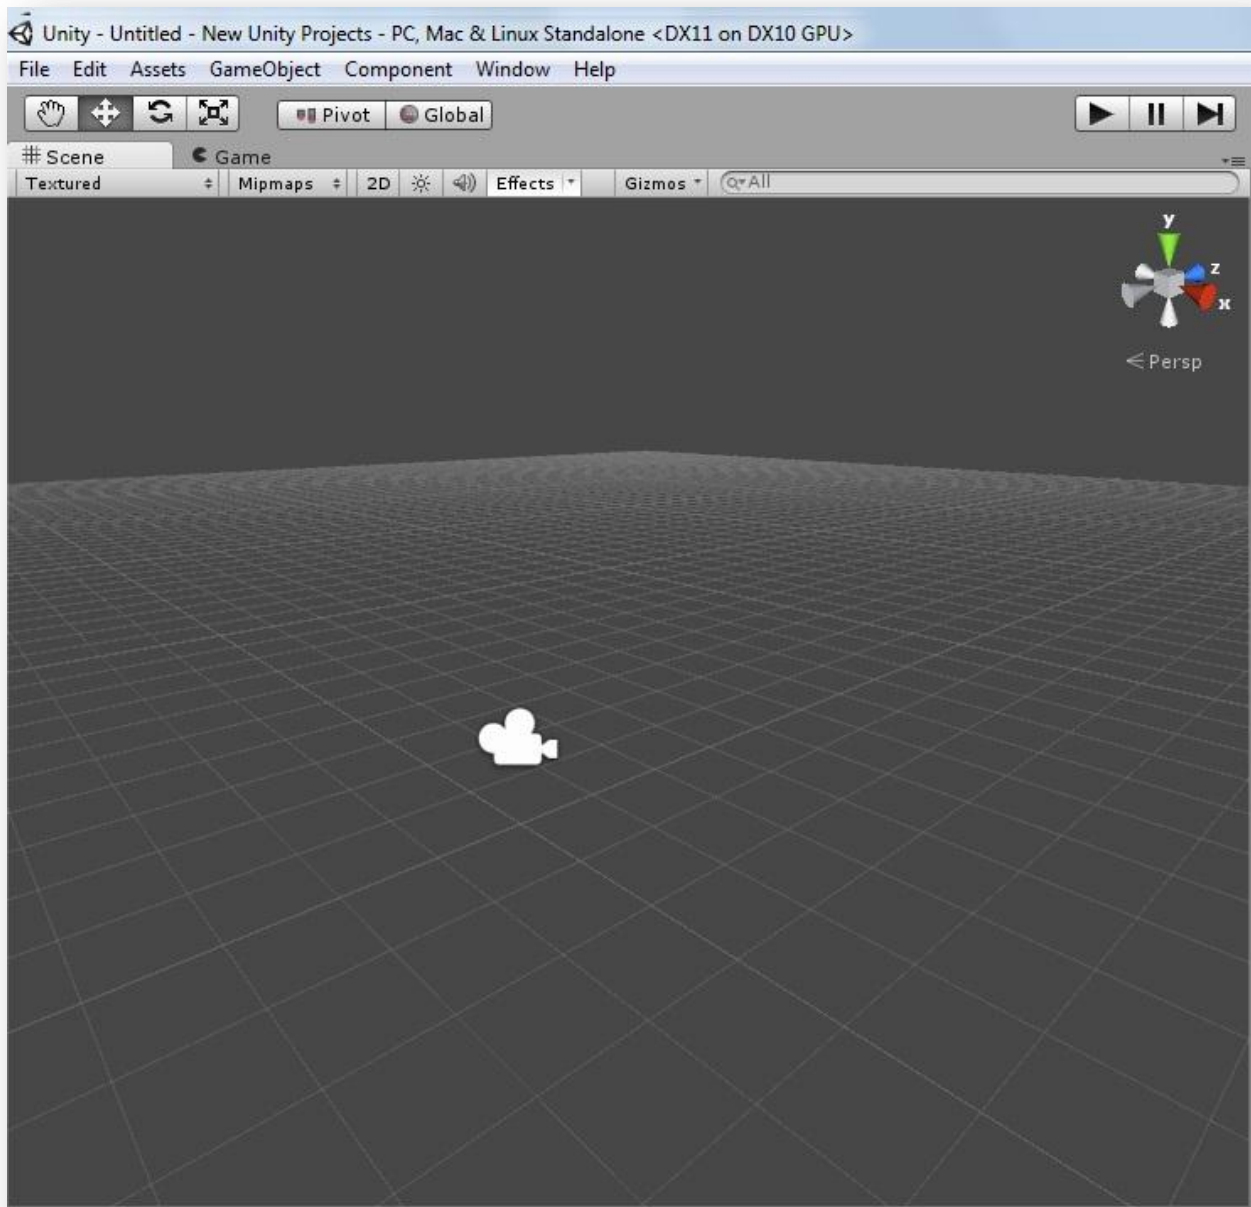 Unity - Untitled - New Unity Projects - PC, Mac & Linux Standalone <DX11 on DX10 GPU>
File Edit Assets GameObject Component Window Help
Pivot Global
Scene Game
Textured Mipmaps 2D Effects Gizmos All
y
z
x
Persp